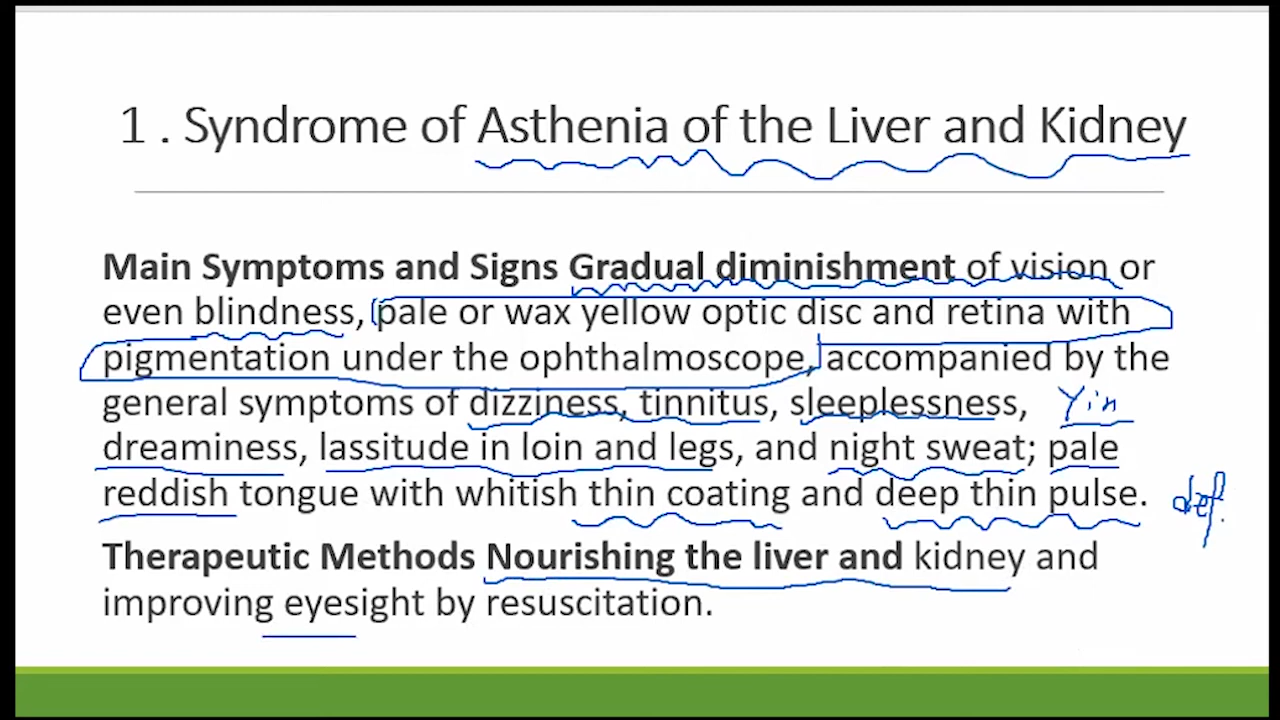 1 . Syndrome of Asthenia of the Liver and Kidney
Main Symptoms and Signs Gradual diminishment of vision or
even blindness, pale or wax yellow optic disc and retina with
pigmentation under the ophthalmoscope, accompanied by the
general symptoms of dizziness, tinnitus, sleeplessness, Yin
dreaminess, lassitude in loin and legs, and night sweat; pale
reddish tongue with whitish thin coating and deep thin pulse. def.
Therapeutic Methods Nourishing the liver and kidney and
improving eyesight by resuscitation.